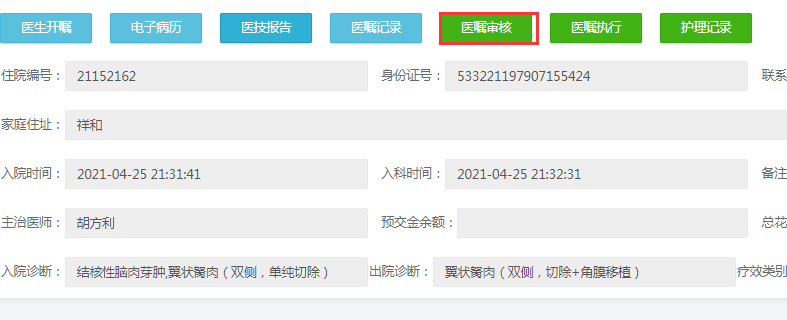 医生开嘱 电子病历 医技报告 医嘱记录 医嘱审核 医嘱执行 护理记录
住院编号： 21152162 身份证号： 533221197907155424 联系
家庭住址： 祥和
入院时间： 2021-04-25 21:31:41 入科时间： 2021-04-25 21:32:31 备注
主治医师： 胡方利 预交金余额： 总花
入院诊断： 结核性脑肉芽肿,翼状胬肉（双侧，单纯切除） 出院诊断： 翼状胬肉（双侧，切除+角膜移植） 疗效类别